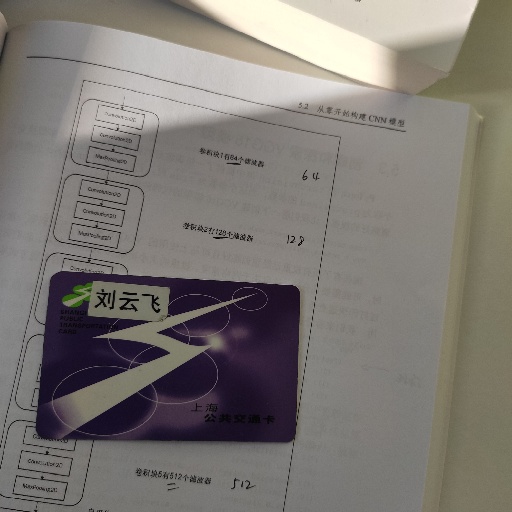 5.2 从零开始构建 CNN 模型
Convolution2D
Convolution2D
MaxPooling2D
卷积块1有64个滤波器
64
Convolution2D
Convolution2D
MaxPooling2D
卷积块2有128个滤波器
128
Convolution2D
刘云飞
SHANGHAI
PUBLIC
TRANSPORTATION
CARD
上海
公共交通卡
Convolution2D
Convolution2D
MaxPooling2D
卷积块5有512个滤波器
512